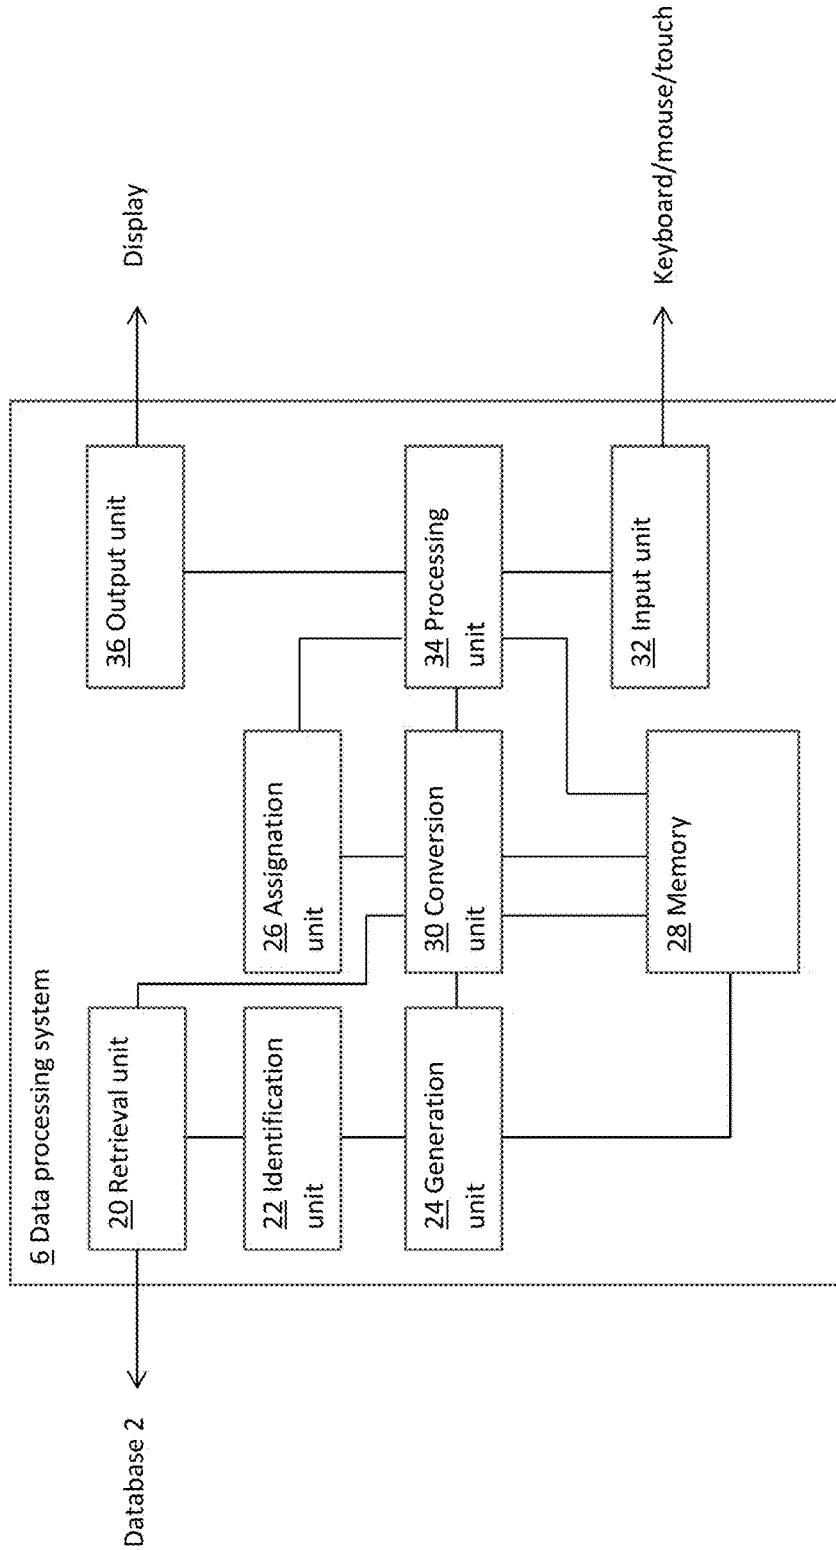 6 Data processing system
Database 2
20 Retrieval unit
22 Identification
unit
24 Generation
unit
26 Assignation
unit
30 Conversion
unit
28 Memory
36 Output unit
34 Processing
unit
32 Input unit
Display
Keyboard/mouse/touch